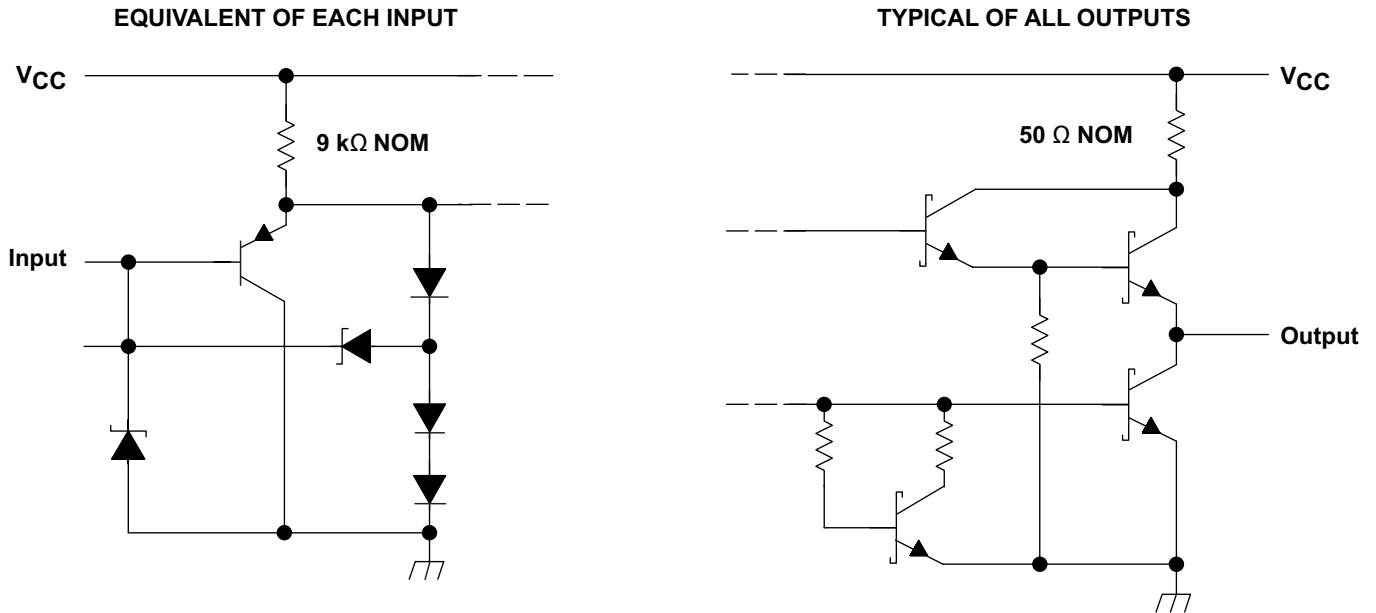 EQUIVALENT OF EACH INPUT
TYPICAL OF ALL OUTPUTS
VCC
9 kΩ NOM
Input
VCC
50 Ω NOM
Output